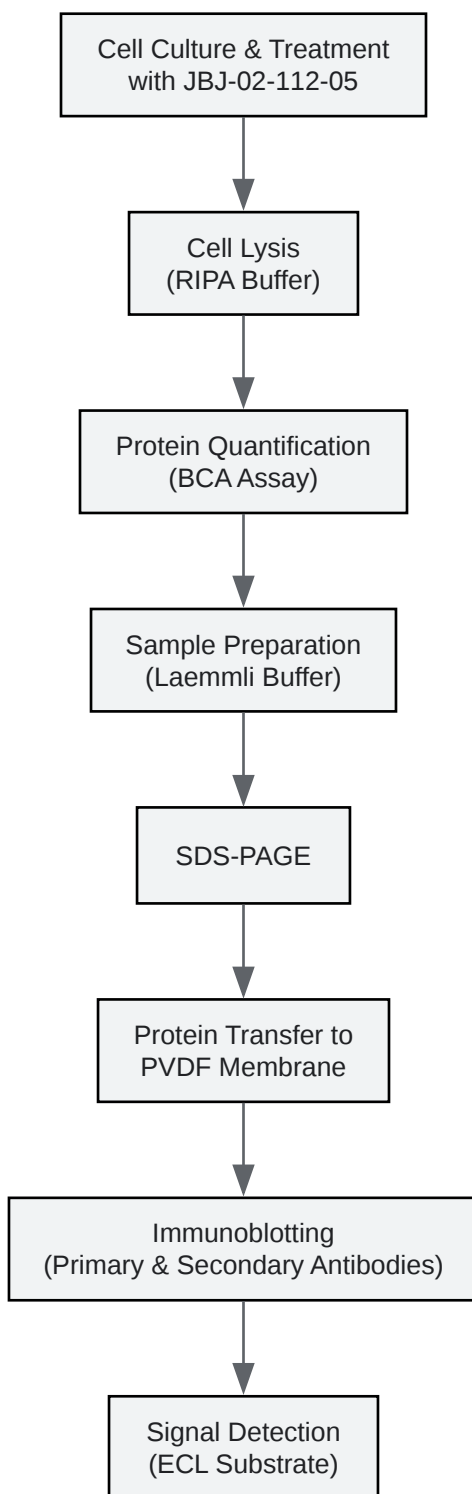 Cell Culture & Treatment
with JBJ-02-112-05
Cell Lysis
(RIPA Buffer)
Protein Quantification
(BCA Assay)
Sample Preparation
(Laemmli Buffer)
SDS-PAGE
Protein Transfer to
PVDF Membrane
Immunoblotting
(Primary & Secondary Antibodies)
Signal Detection
(ECL Substrate)